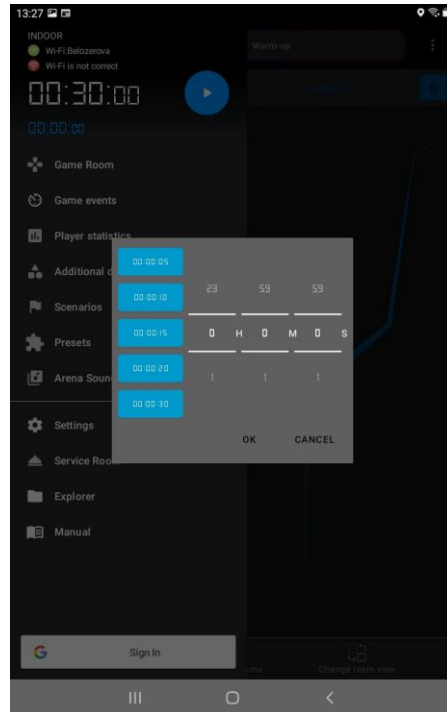 13:27
INDOOR
Wi-Fi:Belozerova
Wi-Fi is not correct
Warm-up
00:30:00
00:00:00
Game Room
Game events
Player statistics
00:00:05
Additional
00:00:10
23 59 59
Scenarios
00:00:15
0 H 0 M 0 S
Presets
00:00:20
1 1 1
Arena Soun
00:00:30
Settings
OK CANCEL
Service Room
Explorer
Manual
Sign In
Change team view